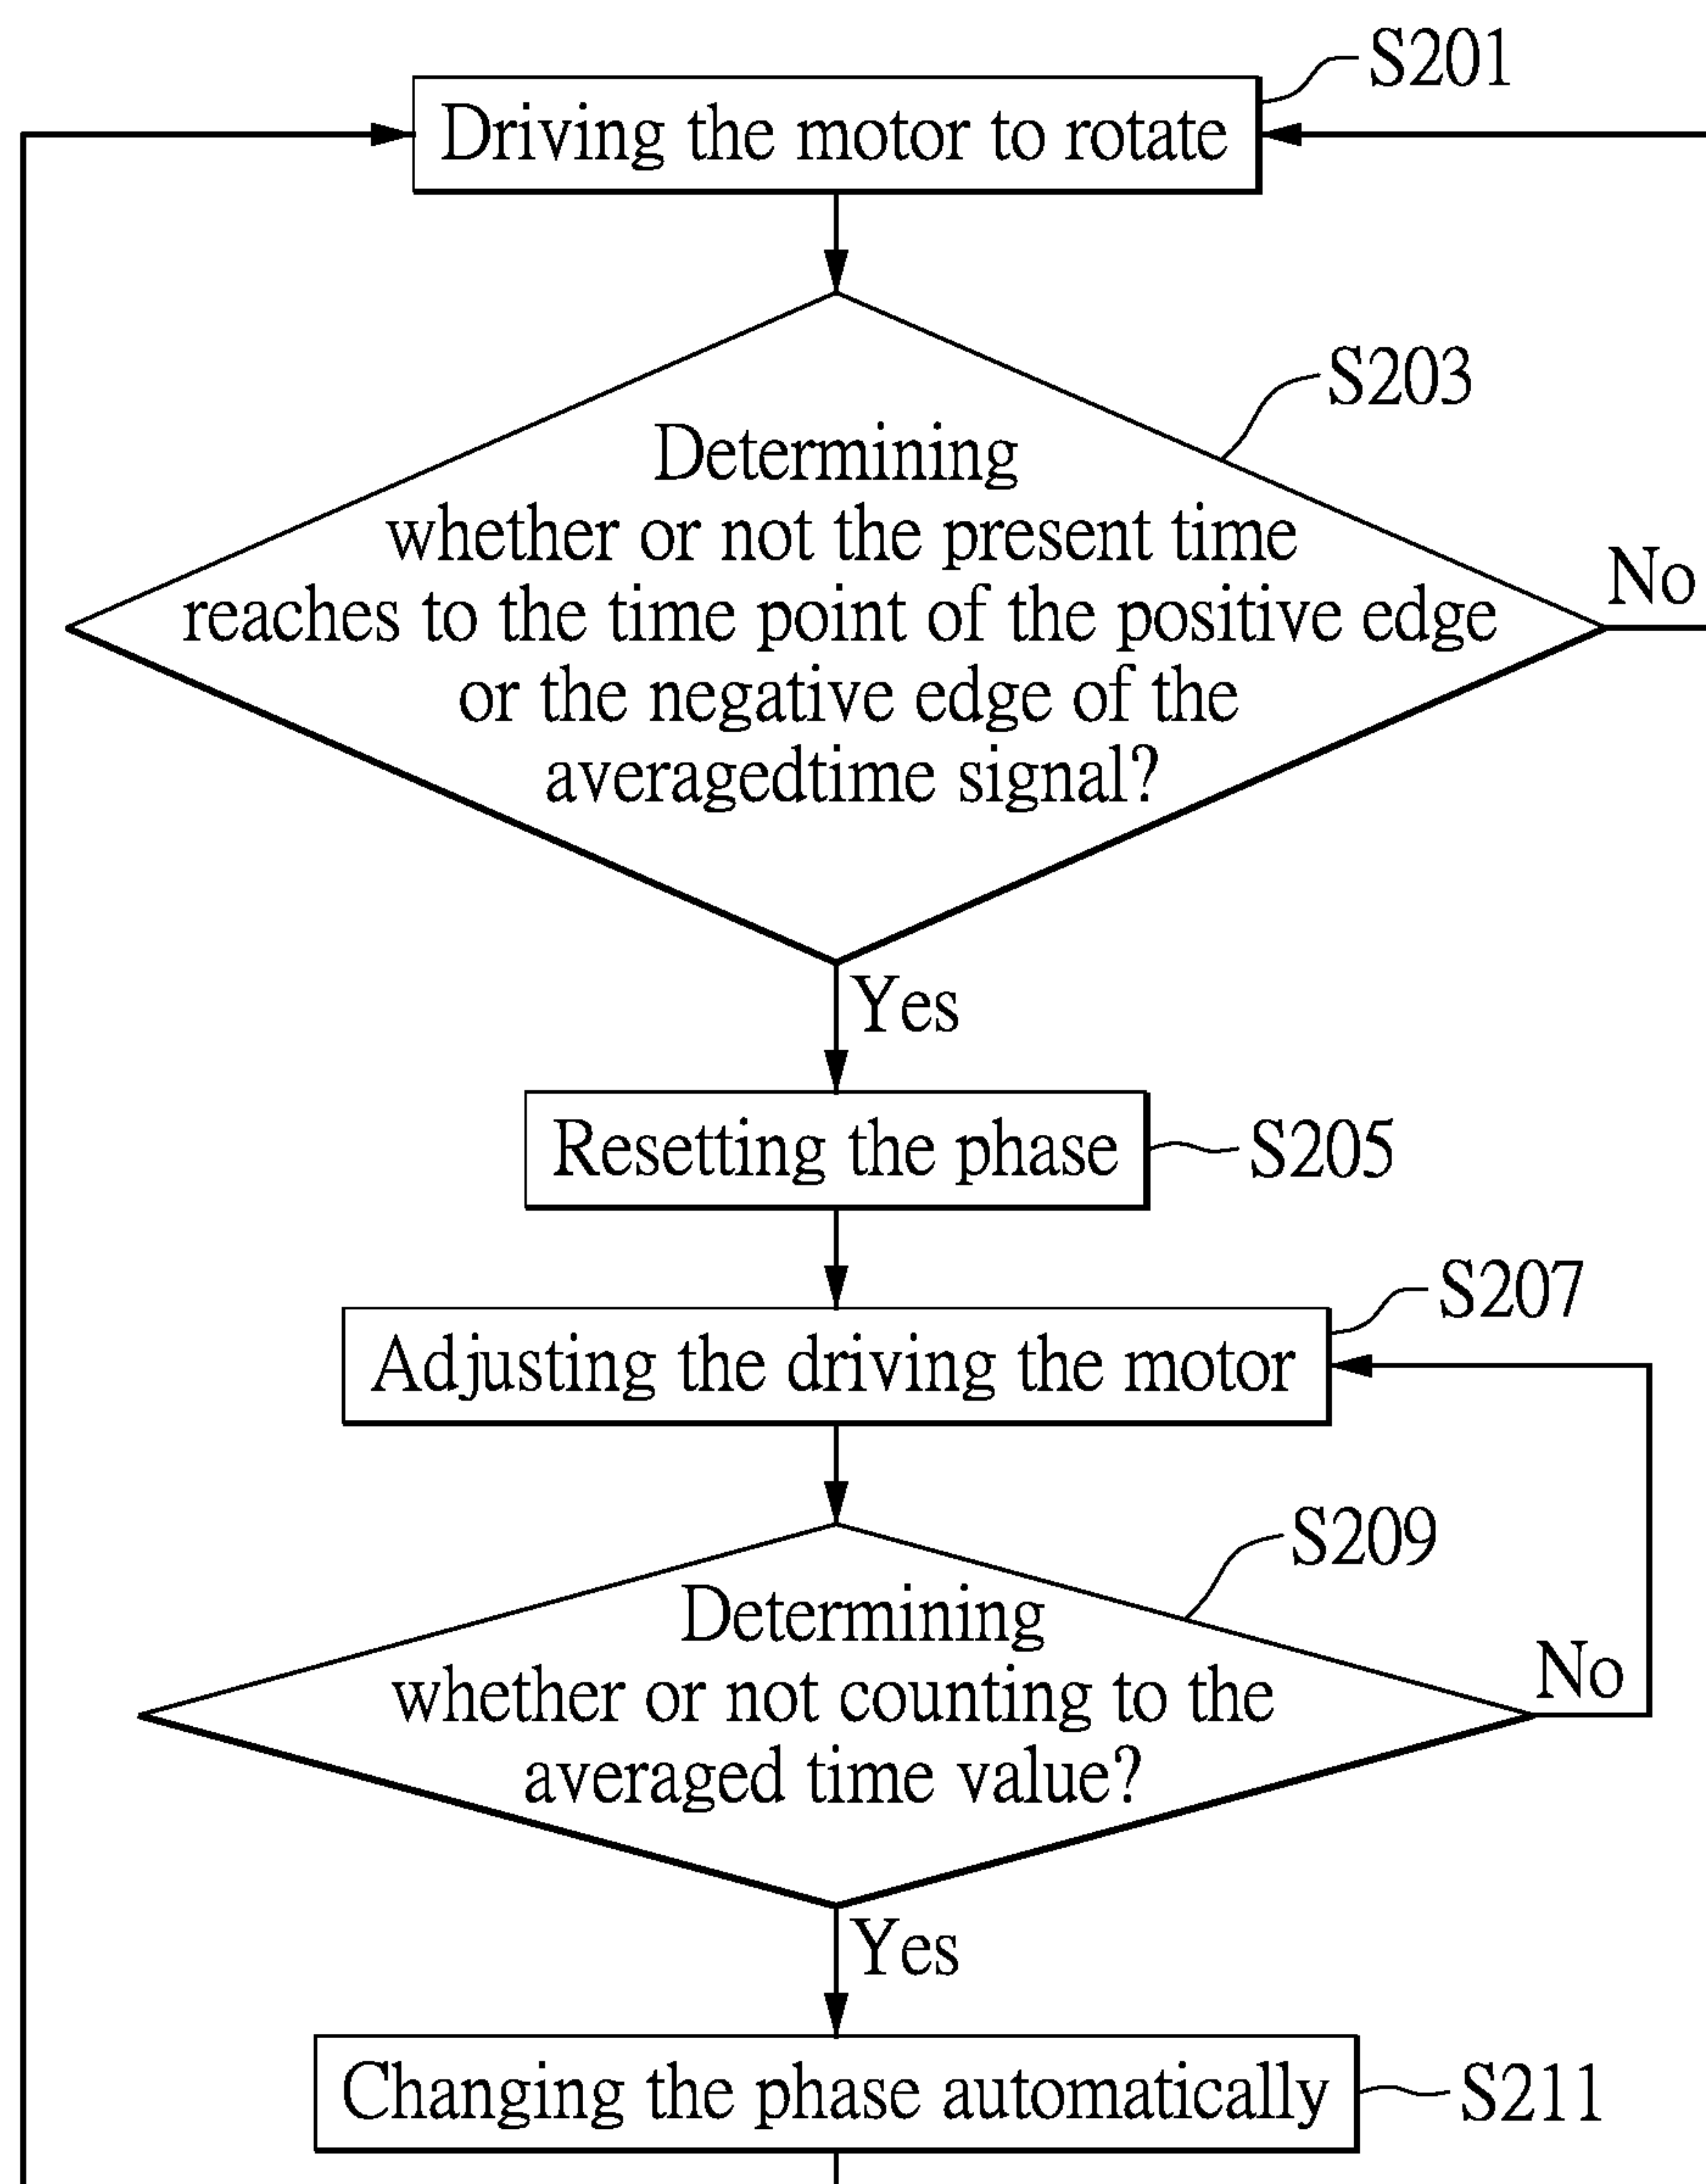 S201
Driving the motor to rotate
S203
Determining
whether or not the present time
reaches to the time point of the positive edge
or the negative edge of the
averagedtime signal?
No
Yes
Resetting the phase
S205
S207
Adjusting the driving the motor
S209
Determining
whether or not counting to the
averaged time value?
No
Yes
Changing the phase automatically
S211